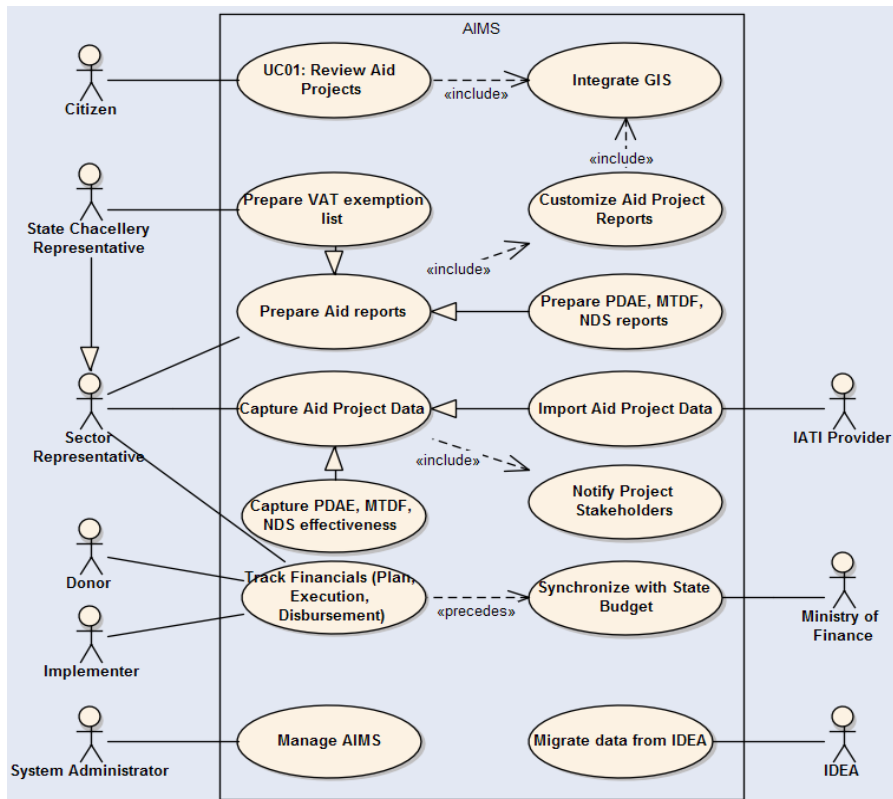 AIMS
UC01: Review Aid
Projects
«include»
Integrate GIS
Citizen
«include»
Prepare VAT exemption
list
Customize Aid Project
Reports
State Chacellery
Representative
«include»
Prepare Aid reports
Prepare PDAE, MTDF,
NDS reports
Capture Aid Project Data
Import Aid Project Data
Sector
Representative
IATI Provider
«include»
Capture PDAE, MTDF,
NDS effectiveness
Notify Project
Stakeholders
Donor
Track Financials (Plan,
Execution,
Disbursement)
«precedes»
Synchronize with State
Budget
Ministry of
Finance
Implementer
Manage AIMS
Migrate data from IDEA
System Administrator
IDEA